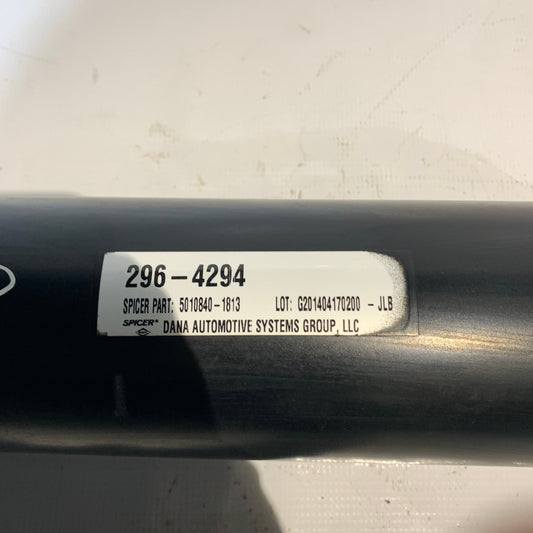 296-4294
SPICER PART: 5010840-1813 LOT: G201404170200 - JLB
SPICER® DANA AUTOMOTIVE SYSTEMS GROUP, LLC